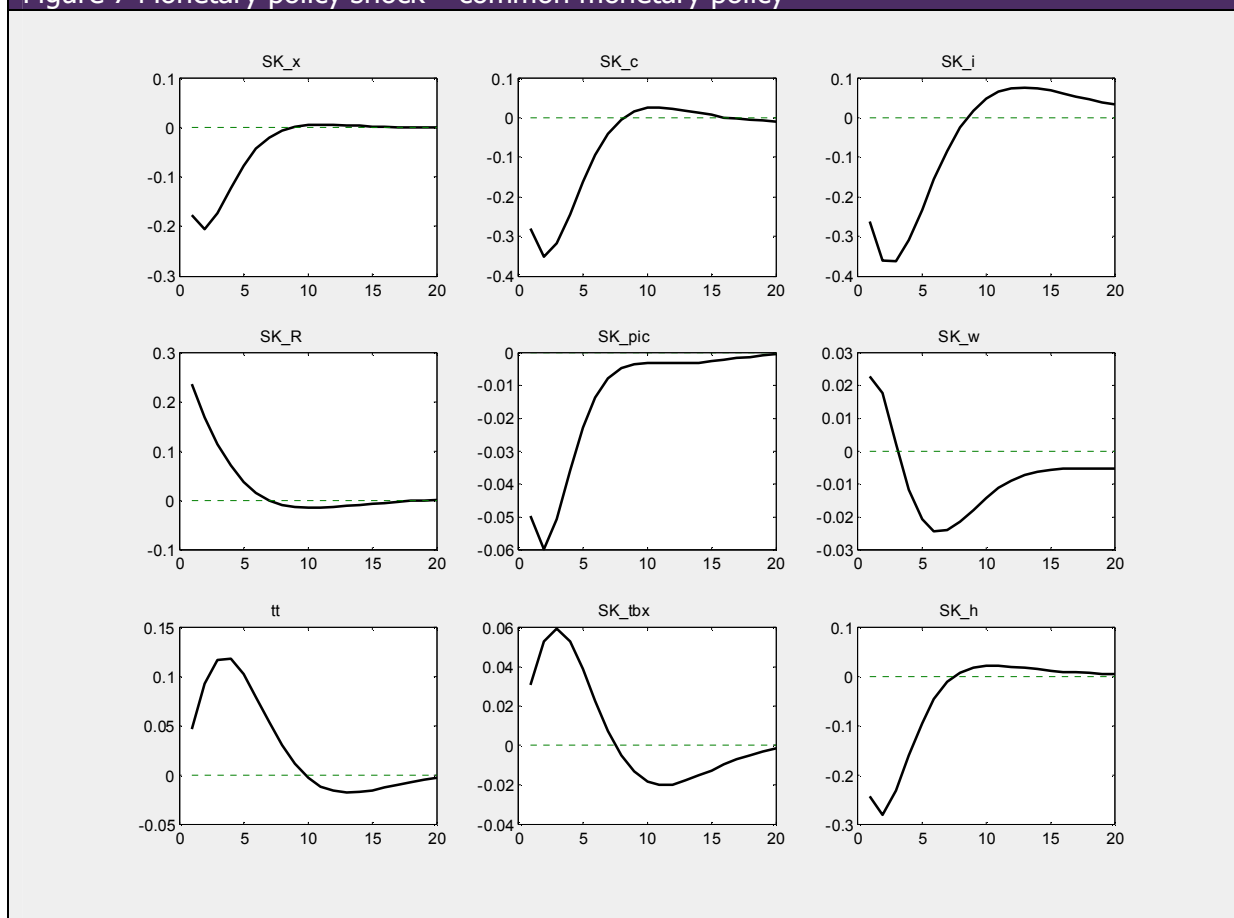 Figure 7 Monetary policy shock – common monetary policy
SK_x SK_c SK_i
0.1 0.1 0.1
0 0 0
-0.1 -0.1 -0.1
-0.2 -0.2 -0.2
-0.3 -0.3 -0.3
-0.4 -0.4
0 5 10 15 20 0 5 10 15 20 0 5 10 15 20
SK_R SK_pic SK_w
0.3 0 0.03
0.2 -0.01 0.02
0.1 -0.02 0.01
0 -0.03 0
-0.1 -0.04 -0.01
-0.05 -0.02
-0.06 -0.03
0 5 10 15 20 0 5 10 15 20 0 5 10 15 20
tt SK_tbx SK_h
0.15 0.06 0.1
0.1 0.04 0
0.05 0.02 -0.1
0 0 -0.2
-0.05 -0.02 -0.3
-0.04
0 5 10 15 20 0 5 10 15 20 0 5 10 15 20